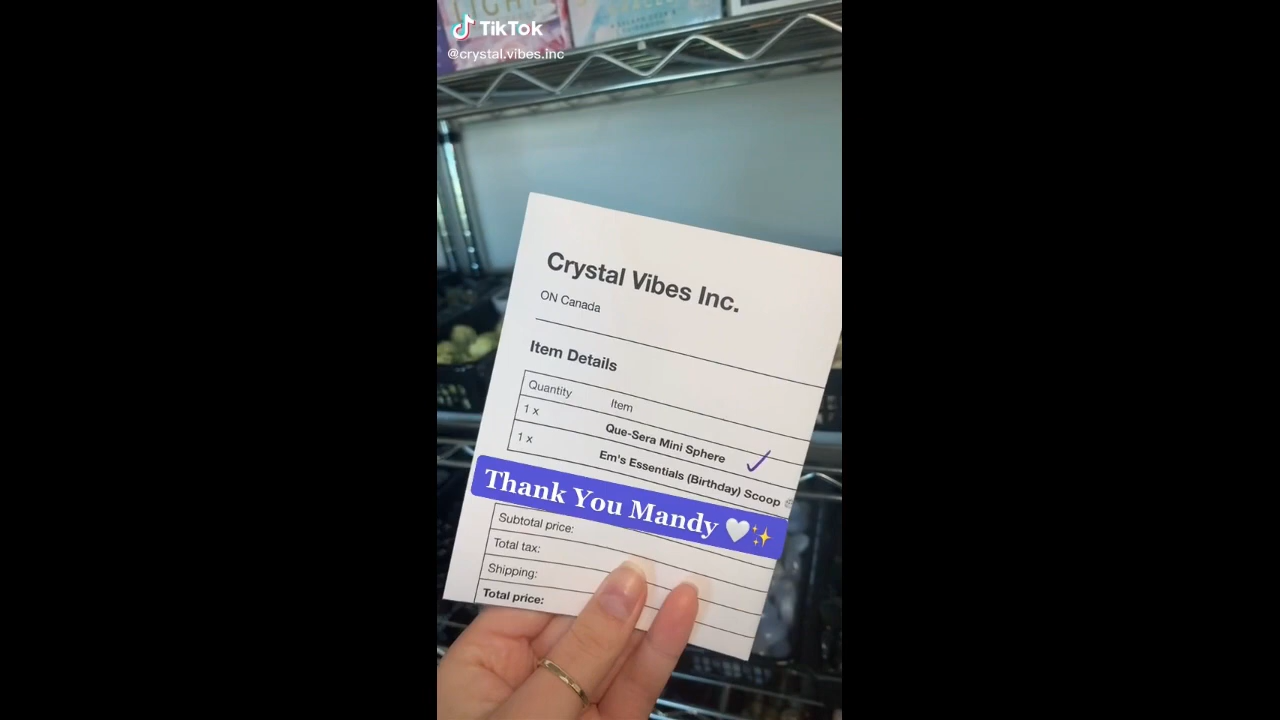 TikTok
@crystal.vibes.inc
Crystal Vibes Inc.
ON Canada
Item Details
Quantity Item
1 x Que-Sera Mini Sphere ✓
1 x Em's Essentials (Birthday) Scoop
Thank You Mandy 🤍✨
Subtotal price:
Total tax:
Shipping:
Total price: